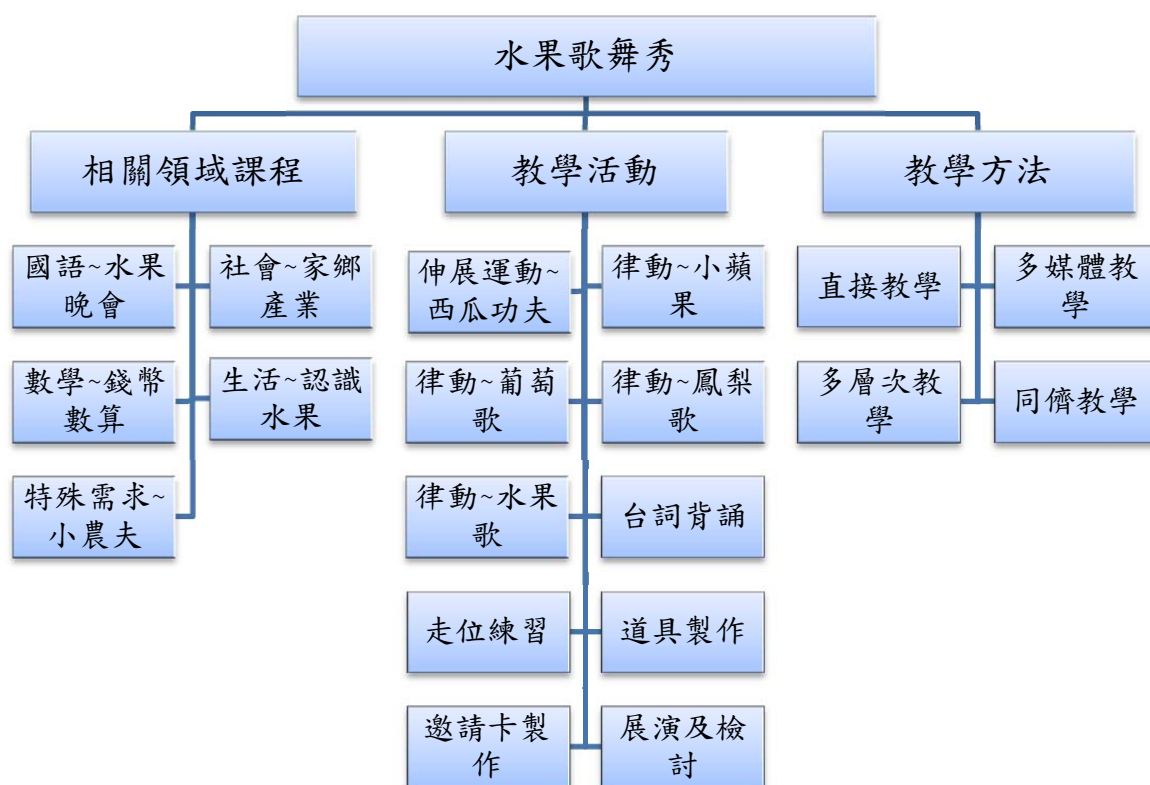 水果歌舞秀
相關領域課程
教學活動
教學方法
國語~水果
晚會
社會~家鄉
產業
數學~錢幣
數算
生活~認識
水果
特殊需求~
小農夫
伸展運動~
西瓜功夫
律動~小蘋
果
律動~葡萄
歌
律動~鳳梨
歌
律動~水果
歌
台詞背誦
走位練習
道具製作
邀請卡製
作
展演及檢
討
直接教學
多媒體教
學
多層次教
學
同儕教學